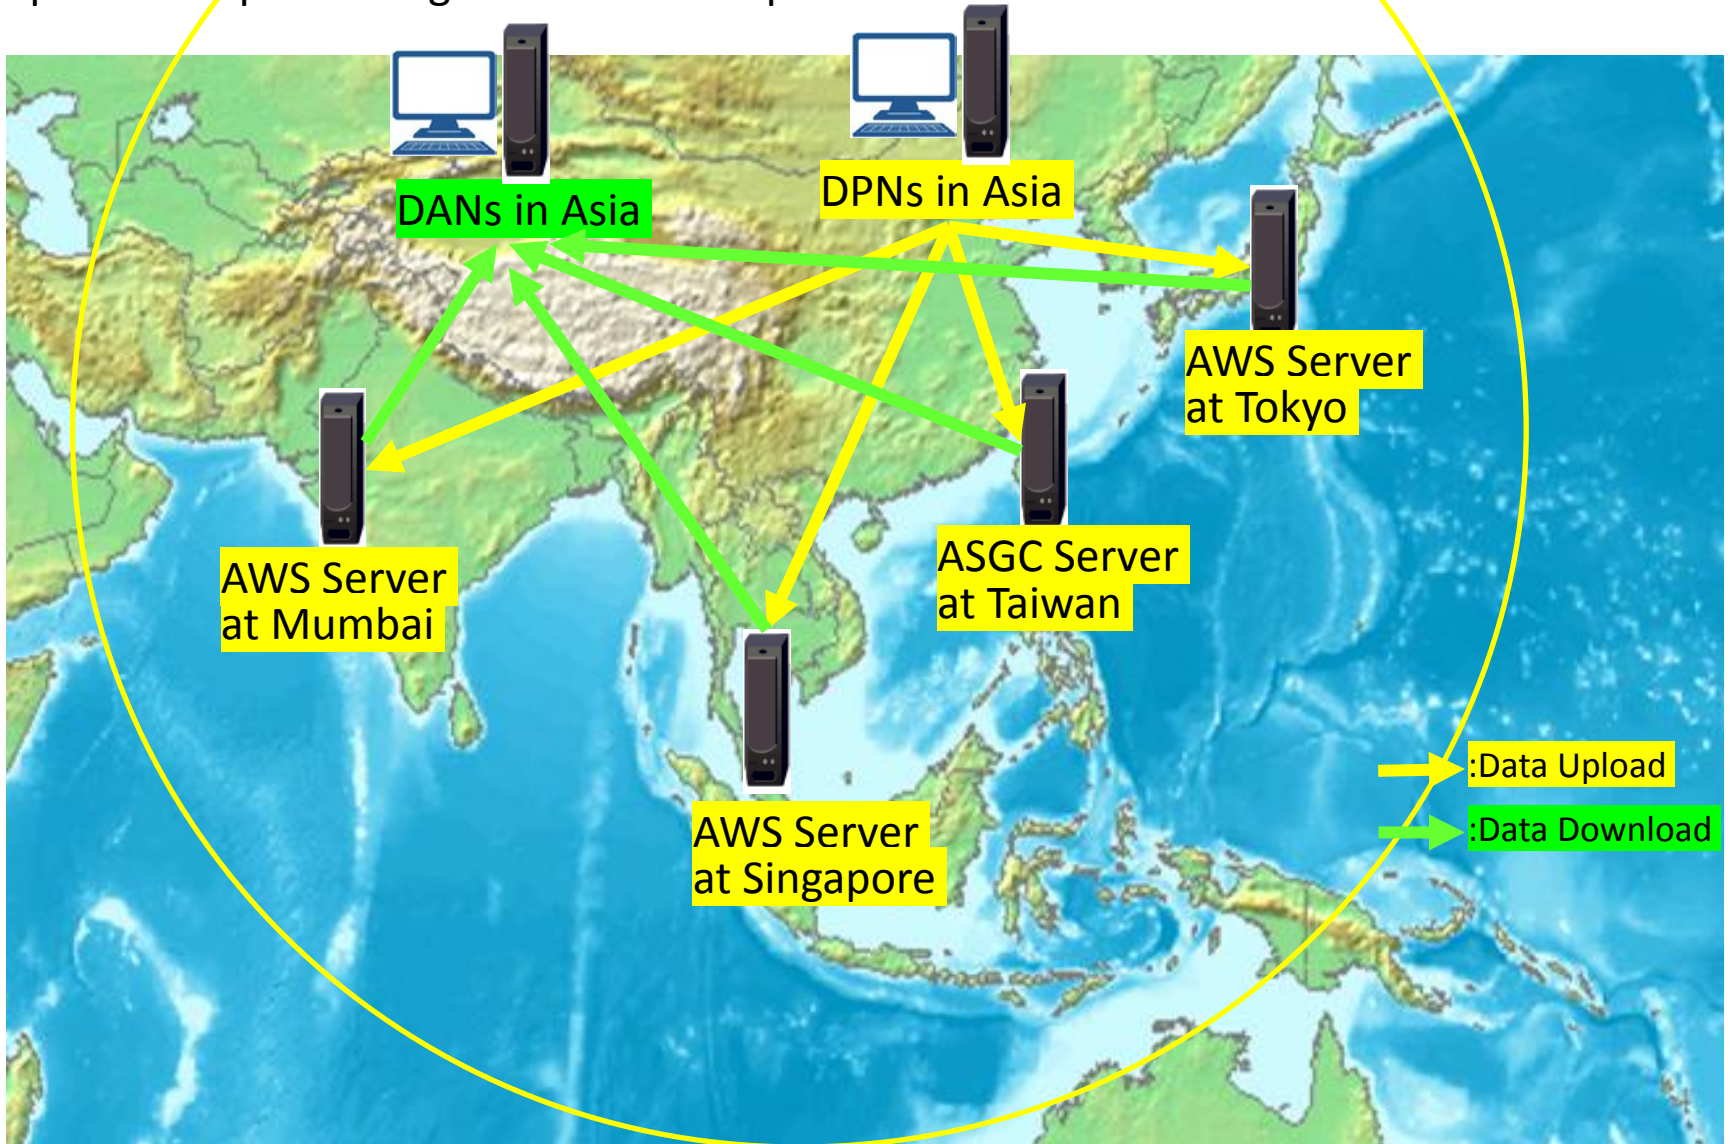 DANs in Asia
DPNs in Asia
AWS Server
at Tokyo
AWS Server
at Mumbai
ASGC Server
at Taiwan
AWS Server
at Singapore
:Data Upload
:Data Download